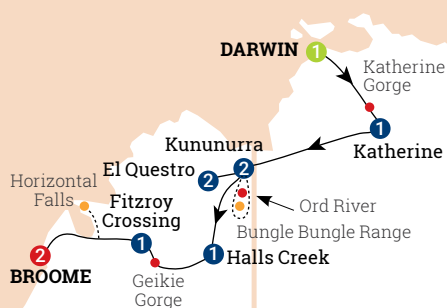 DARWIN
1
Katherine
Gorge
1
Katherine
Kununurra
2
El Questro
2
Horizontal
Falls
Fitzroy
Crossing
1
Ord River
Bungle Bungle Range
1
Halls Creek
2
BROOME
Geikie
Gorge